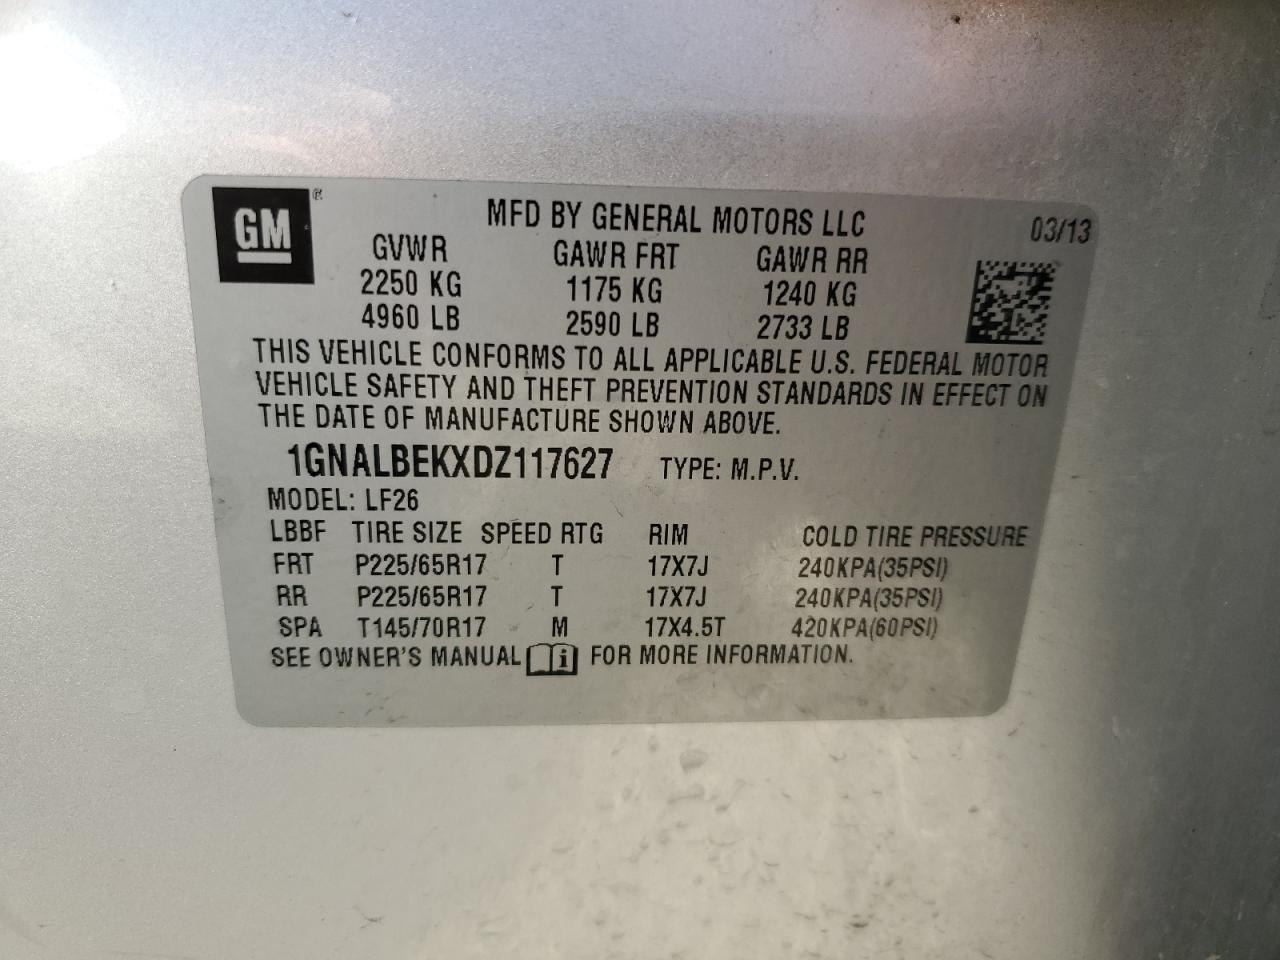 GM ®
MFD BY GENERAL MOTORS LLC 03/13
GVWR GAWR FRT GAWR RR
2250 KG 1175 KG 1240 KG
4960 LB 2590 LB 2733 LB
THIS VEHICLE CONFORMS TO ALL APPLICABLE U.S. FEDERAL MOTOR
VEHICLE SAFETY AND THEFT PREVENTION STANDARDS IN EFFECT ON
THE DATE OF MANUFACTURE SHOWN ABOVE.
1GNALBEKXDZ117627 TYPE: M.P.V.
MODEL: LF26
LBBF TIRE SIZE SPEED RTG RIM COLD TIRE PRESSURE
FRT P225/65R17 T 17X7J 240KPA(35PSI)
RR P225/65R17 T 17X7J 240KPA(35PSI)
SPA T145/70R17 M 17X4.5T 420KPA(60PSI)
SEE OWNER'S MANUAL i FOR MORE INFORMATION.